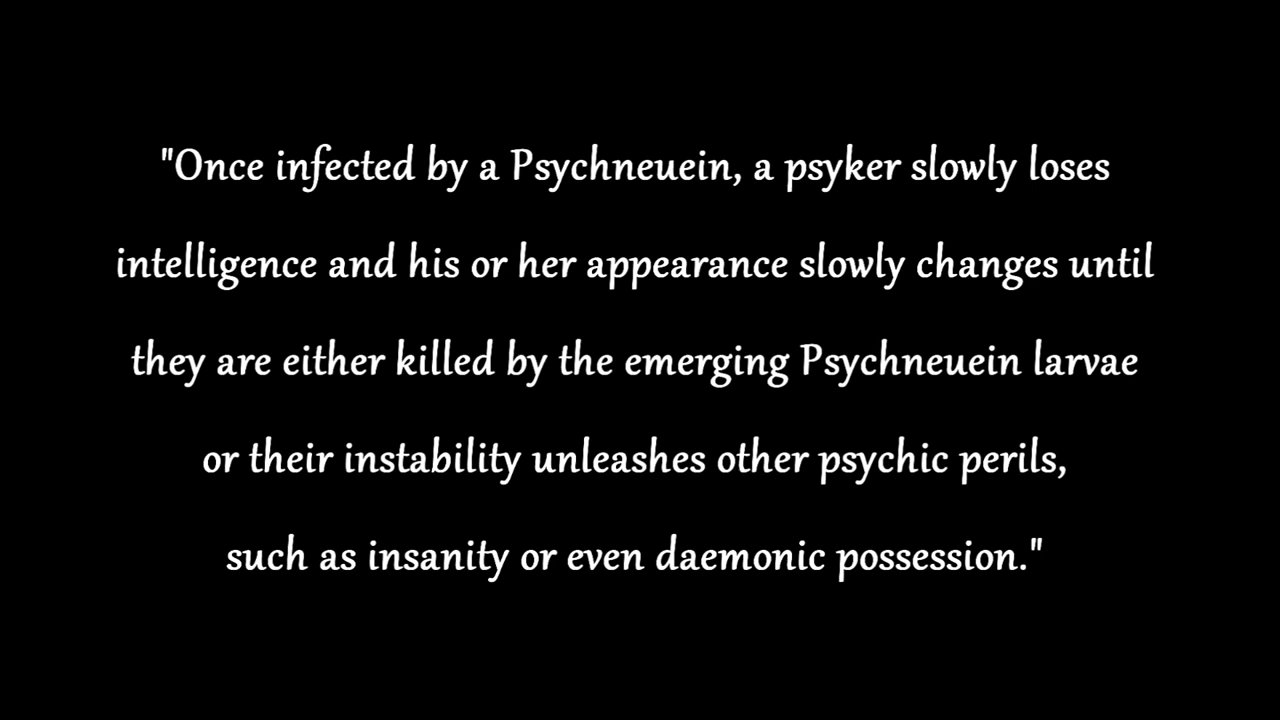 "Once infected by a Psychneuein, a psyker slowly loses
intelligence and his or her appearance slowly changes until
they are either killed by the emerging Psychneuein larvae
or their instability unleashes other psychic perils,
such as insanity or even daemonic possession."